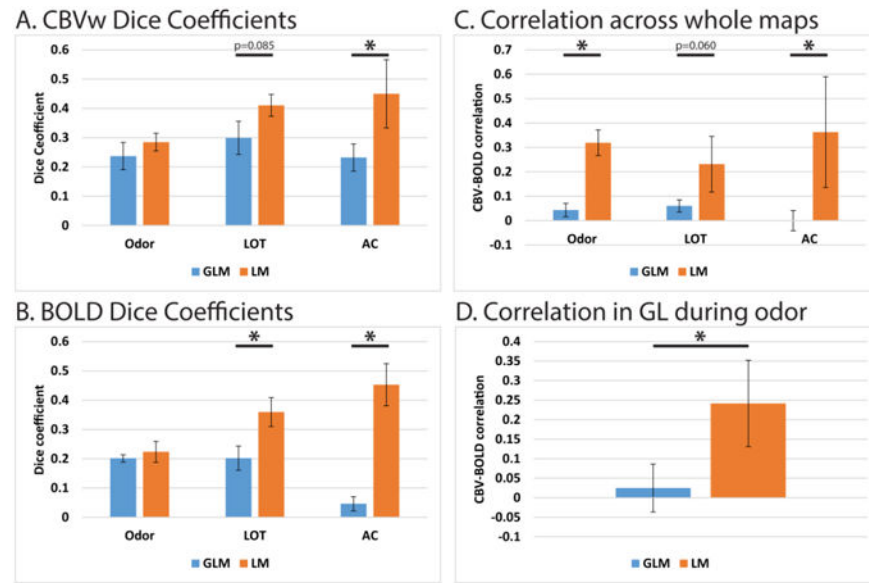 A. CBVw Dice Coefficients
0.6
0.5
0.4
0.3
0.2
0.1
0
Dice Ceofficient
p=0.085
*
Odor LOT AC
GLM LM
C. Correlation across whole maps
0.7
0.6
0.5
0.4
0.3
0.2
0.1
0
-0.1
CBV-BOLD correlation
*
p=0.060
*
Odor LOT AC
GLM LM
B. BOLD Dice Coefficients
0.6
0.5
0.4
0.3
0.2
0.1
0
Dice coefficient
*
*
Odor LOT AC
GLM LM
D. Correlation in GL during odor
0.4
0.35
0.3
0.25
0.2
0.15
0.1
0.05
0
-0.05
-0.1
CBV-BOLD correlation
*
GLM LM